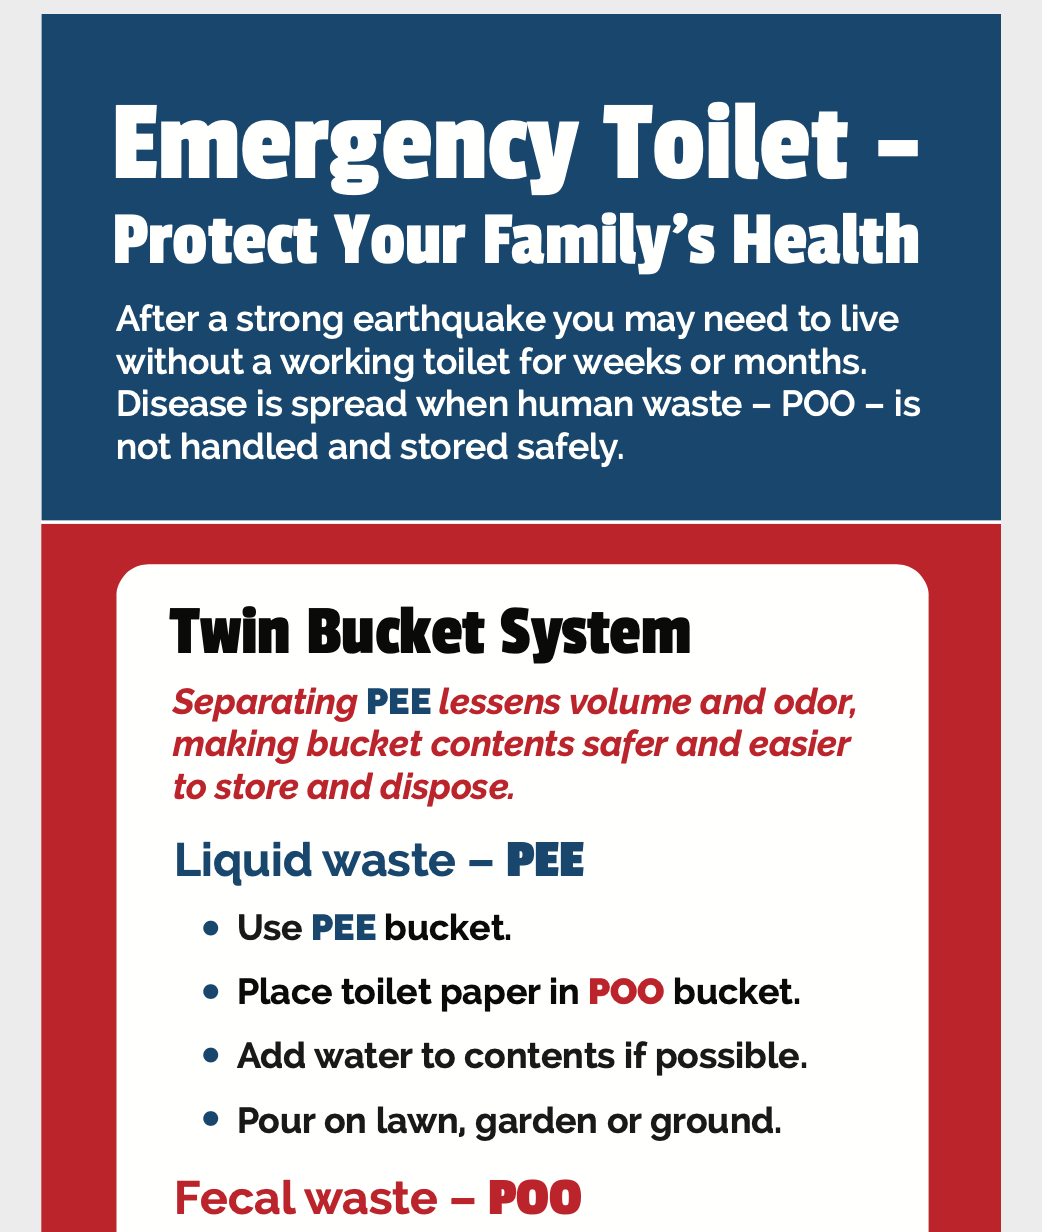 Emergency Toilet –
Protect Your Family’s Health
After a strong earthquake you may need to live
without a working toilet for weeks or months.
Disease is spread when human waste – POO – is
not handled and stored safely.
Twin Bucket System
Separating PEE lessens volume and odor,
making bucket contents safer and easier
to store and dispose.
Liquid waste – PEE
• Use PEE bucket.
• Place toilet paper in POO bucket.
• Add water to contents if possible.
• Pour on lawn, garden or ground.
Fecal waste – POO